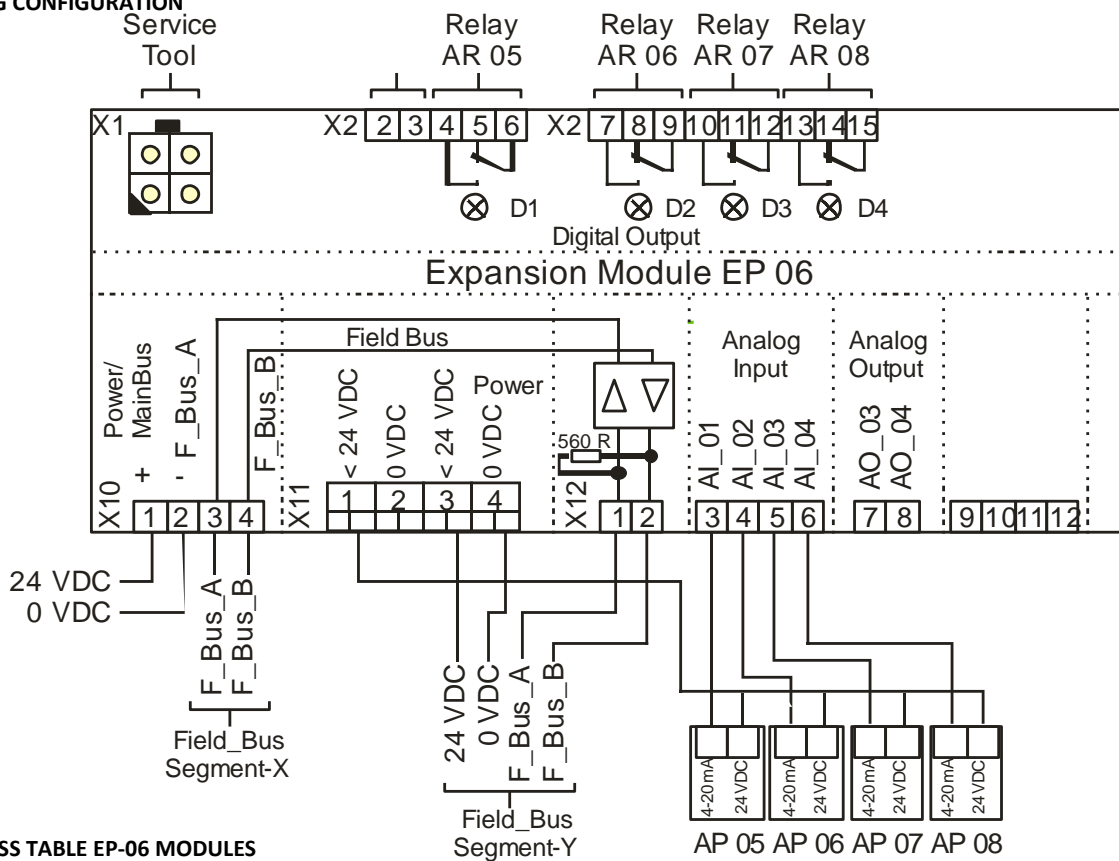 G CONFIGURATION
Service
Tool
Relay
AR 05
Relay
AR 06
Relay
AR 07
Relay
AR 08
X1
X2 2 3 4 5 6
X2 7 8 9 10 11 12 13 14 15
D1
D2
D3
D4
Digital Output
Expansion Module EP 06
Power/
MainBus
+
-
F_Bus_A
F_Bus_B
Field Bus
< 24 VDC
0 VDC
< 24 VDC
0 VDC
Power
560 R
Analog
Input
AI_01
AI_02
AI_03
AI_04
Analog
Output
AO_03
AO_04
X10 1 2 3 4
X11 1 2 3 4
X12 1 2
3 4 5 6
7 8
9 10 11 12
24 VDC
0 VDC
F_Bus_A
F_Bus_B
Field_Bus
Segment-X
24 VDC
0 VDC
F_Bus_A
F_Bus_B
Field_Bus
Segment-Y
4-20mA
24 VDC
4-20mA
24 VDC
4-20mA
24 VDC
4-20mA
24 VDC
AP 05 AP 06 AP 07 AP 08
SS TABLE EP-06 MODULES